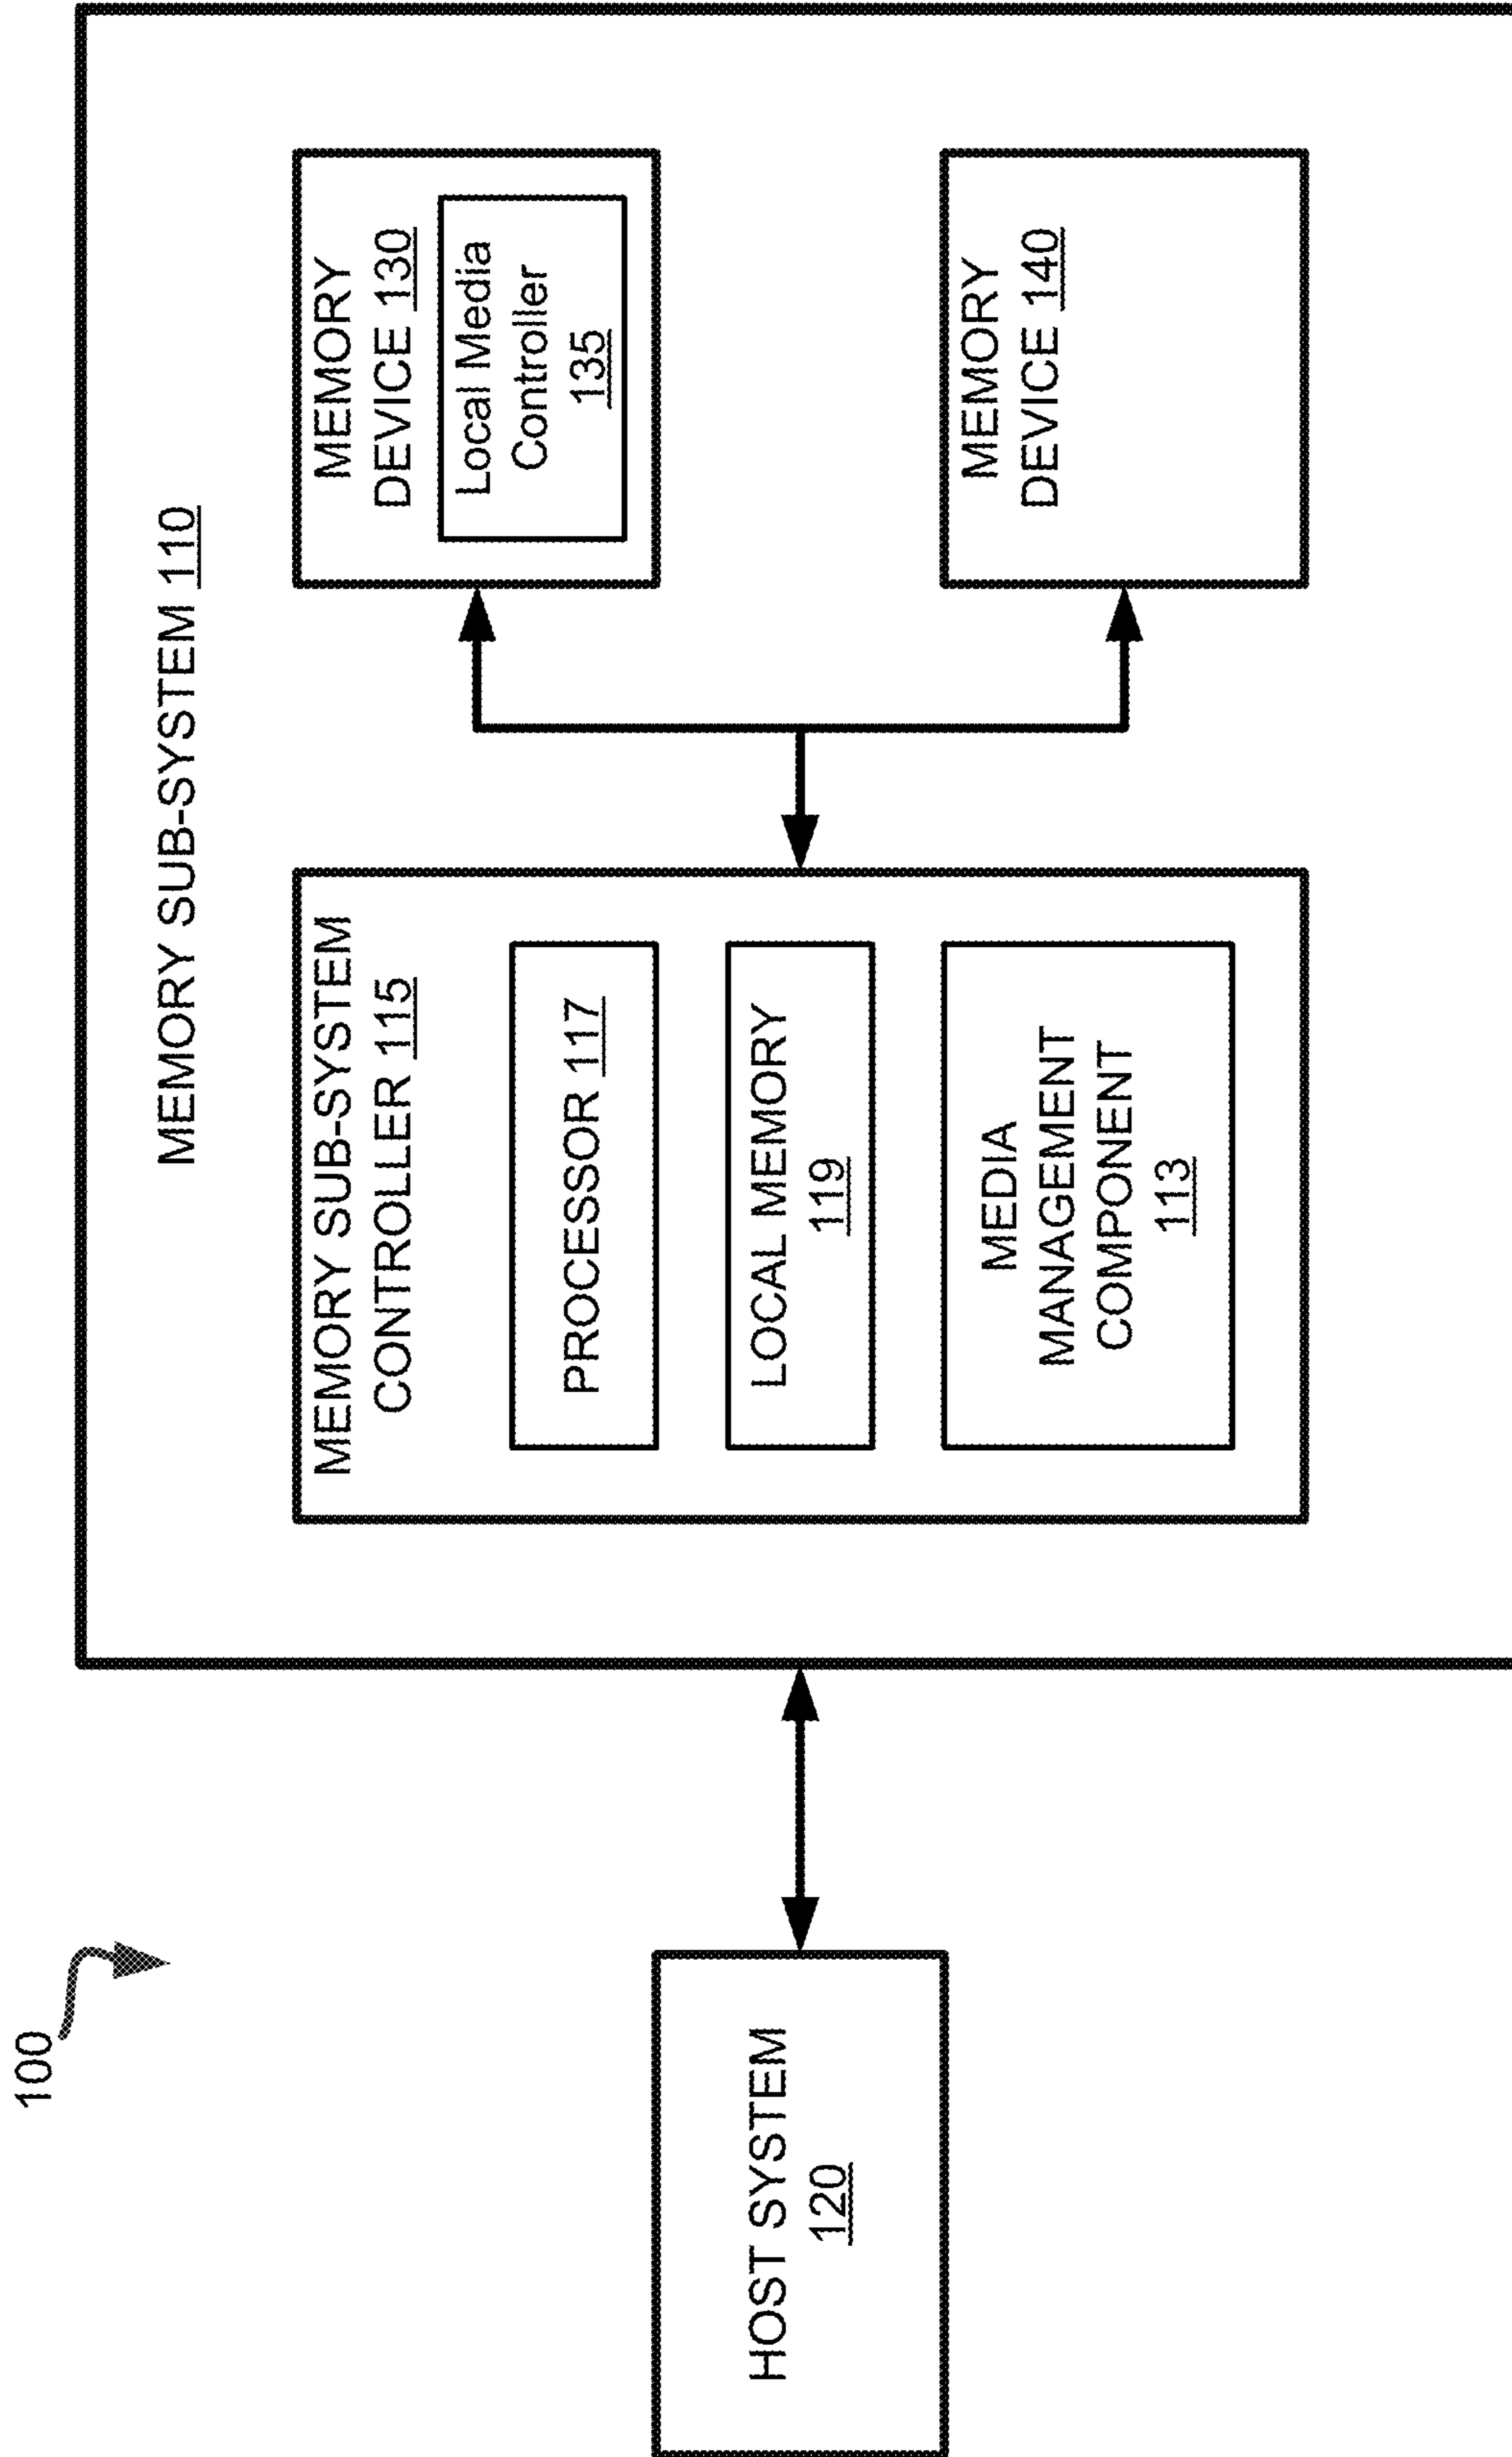 100
HOST SYSTEM
120
MEMORY SUB-SYSTEM 110
MEMORY SUB-SYSTEM
CONTROLLER 115
PROCESSOR 117
LOCAL MEMORY
119
MEDIA
MANAGEMENT
COMPONENT
113
MEMORY
DEVICE 130
Local Media
Controller
135
MEMORY
DEVICE 140